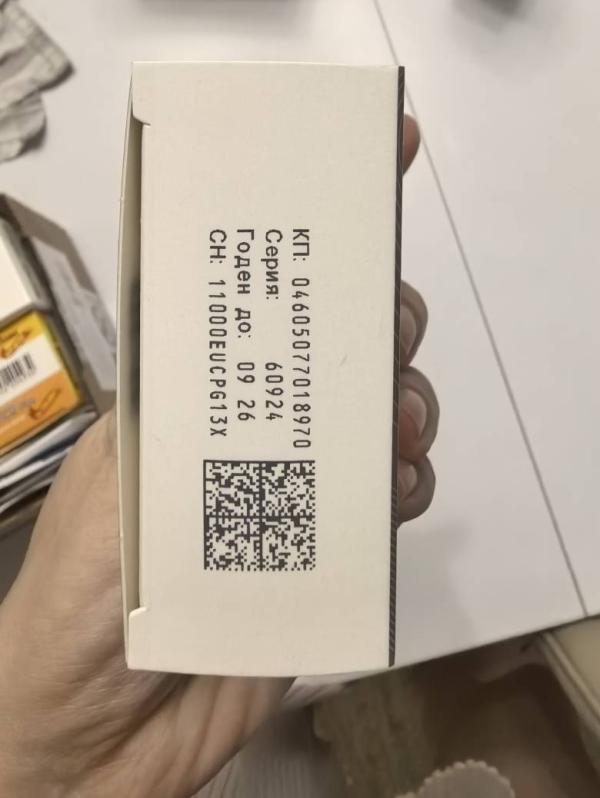 КП: 04605077018970
Серия: 60924
Годен до: 09 26
СН: 11000EUCPG13X